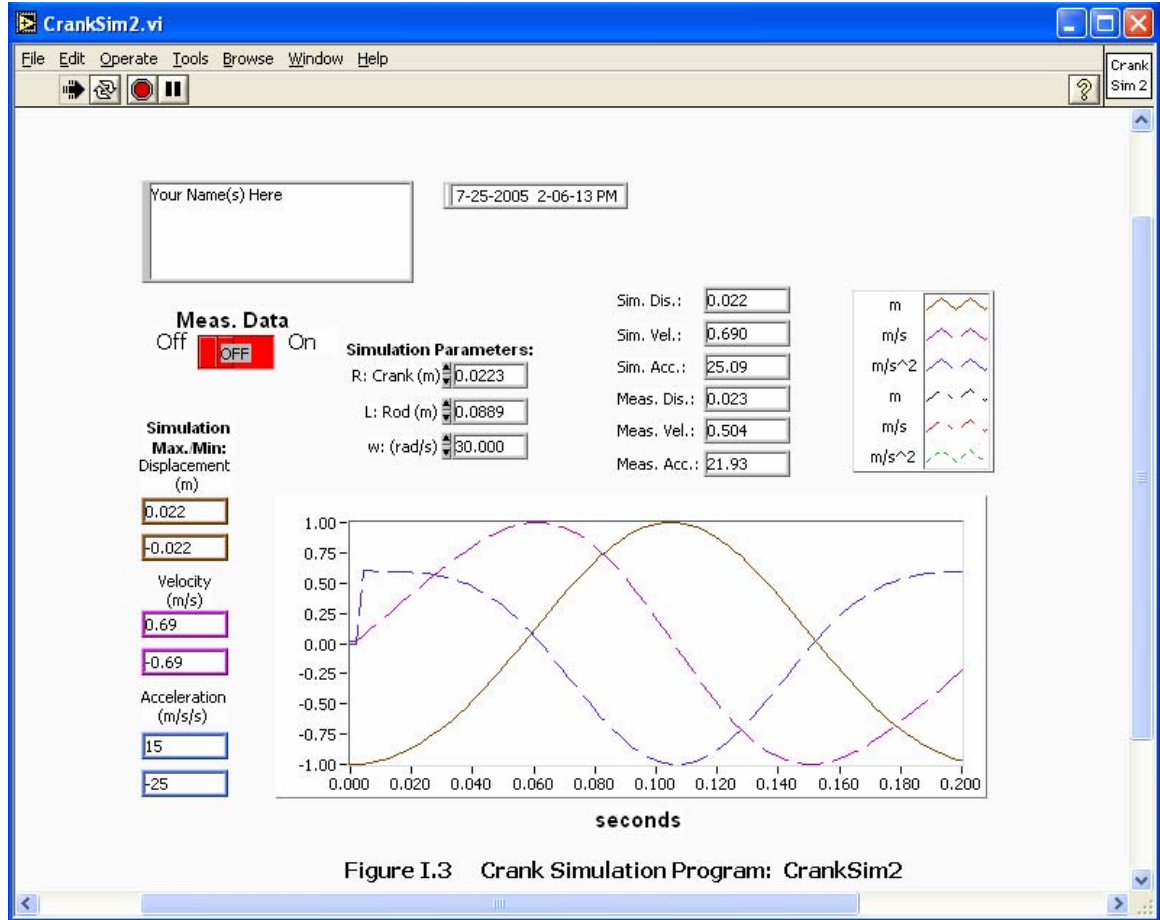 CrankSim2.vi
File Edit Operate Tools Browse Window Help
Crank
Sim 2
?
Your Name(s) Here
7-25-2005 2-06-13 PM
Meas. Data
Off OFF On
Simulation Parameters:
R: Crank (m) 0.0223
L: Rod (m) 0.0889
w: (rad/s) 30.000
Sim. Dis.: 0.022
Sim. Vel.: 0.690
Sim. Acc.: 25.09
Meas. Dis.: 0.023
Meas. Vel.: 0.504
Meas. Acc.: 21.93
m
m/s
m/s^2
m
m/s
m/s^2
Simulation
Max./Min:
Displacement
(m)
0.022
-0.022
Velocity
(m/s)
0.69
-0.69
Acceleration
(m/s/s)
15
-25
1.00
0.75
0.50
0.25
0.00
-0.25
-0.50
-0.75
-1.00
0.000 0.020 0.040 0.060 0.080 0.100 0.120 0.140 0.160 0.180 0.200
seconds
Figure I.3 Crank Simulation Program: CrankSim2